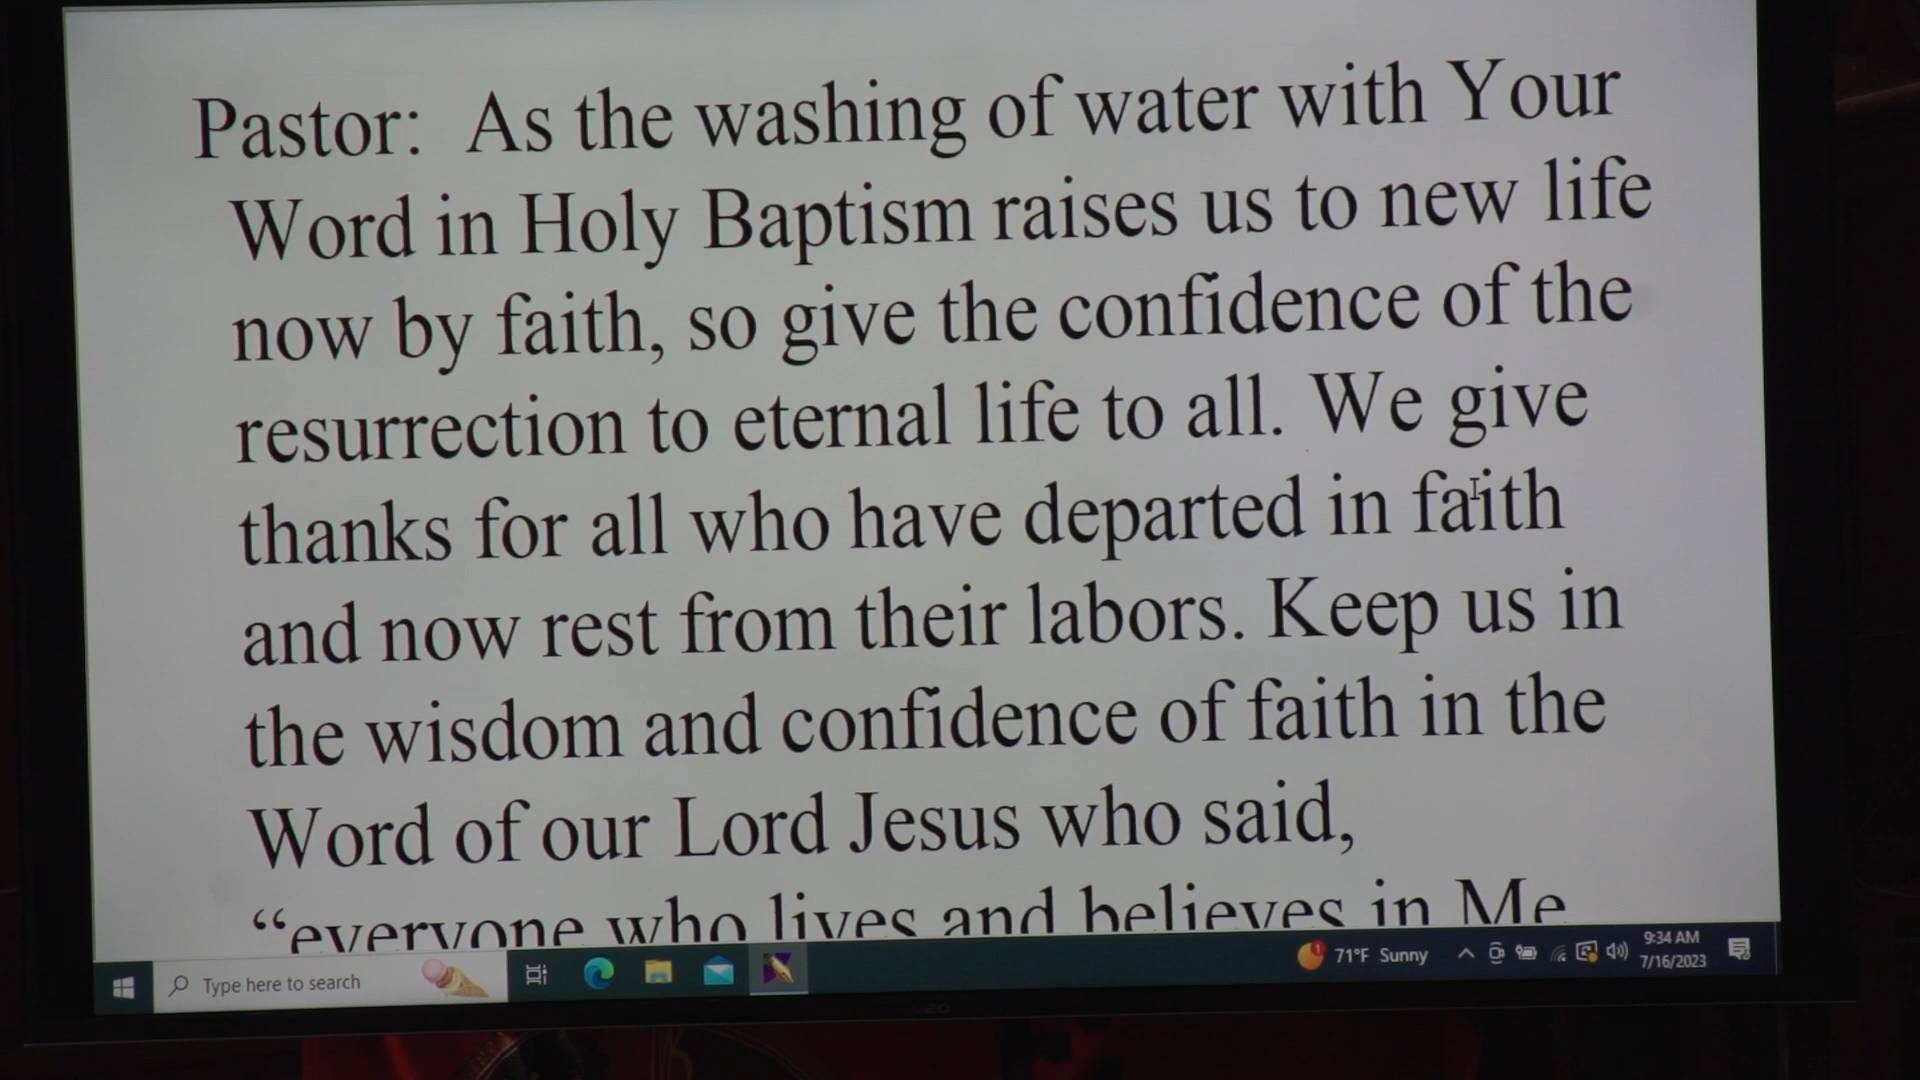 Pastor:  As the washing of water with Your
Word in Holy Baptism raises us to new life
now by faith, so give the confidence of the
resurrection to eternal life to all. We give
thanks for all who have departed in faith
and now rest from their labors. Keep us in
the wisdom and confidence of faith in the
Word of our Lord Jesus who said,
“everyone who lives and believes in Me
Type here to search
71°F Sunny
9:34 AM
7/16/2023
VIZIO